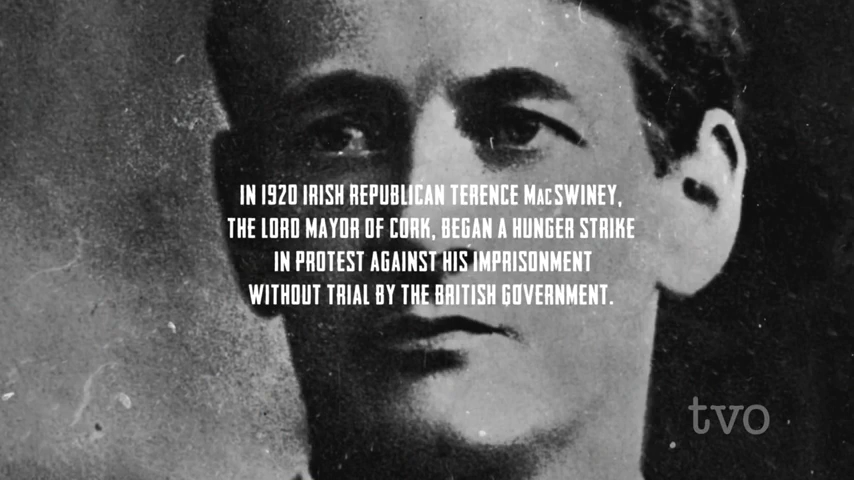 IN 1920 IRISH REPUBLICAN TERENCE MacSWINEY,
THE LORD MAYOR OF CORK, BEGAN A HUNGER STRIKE
IN PROTEST AGAINST HIS IMPRISONMENT
WITHOUT TRIAL BY THE BRITISH GOVERNMENT.
tvo